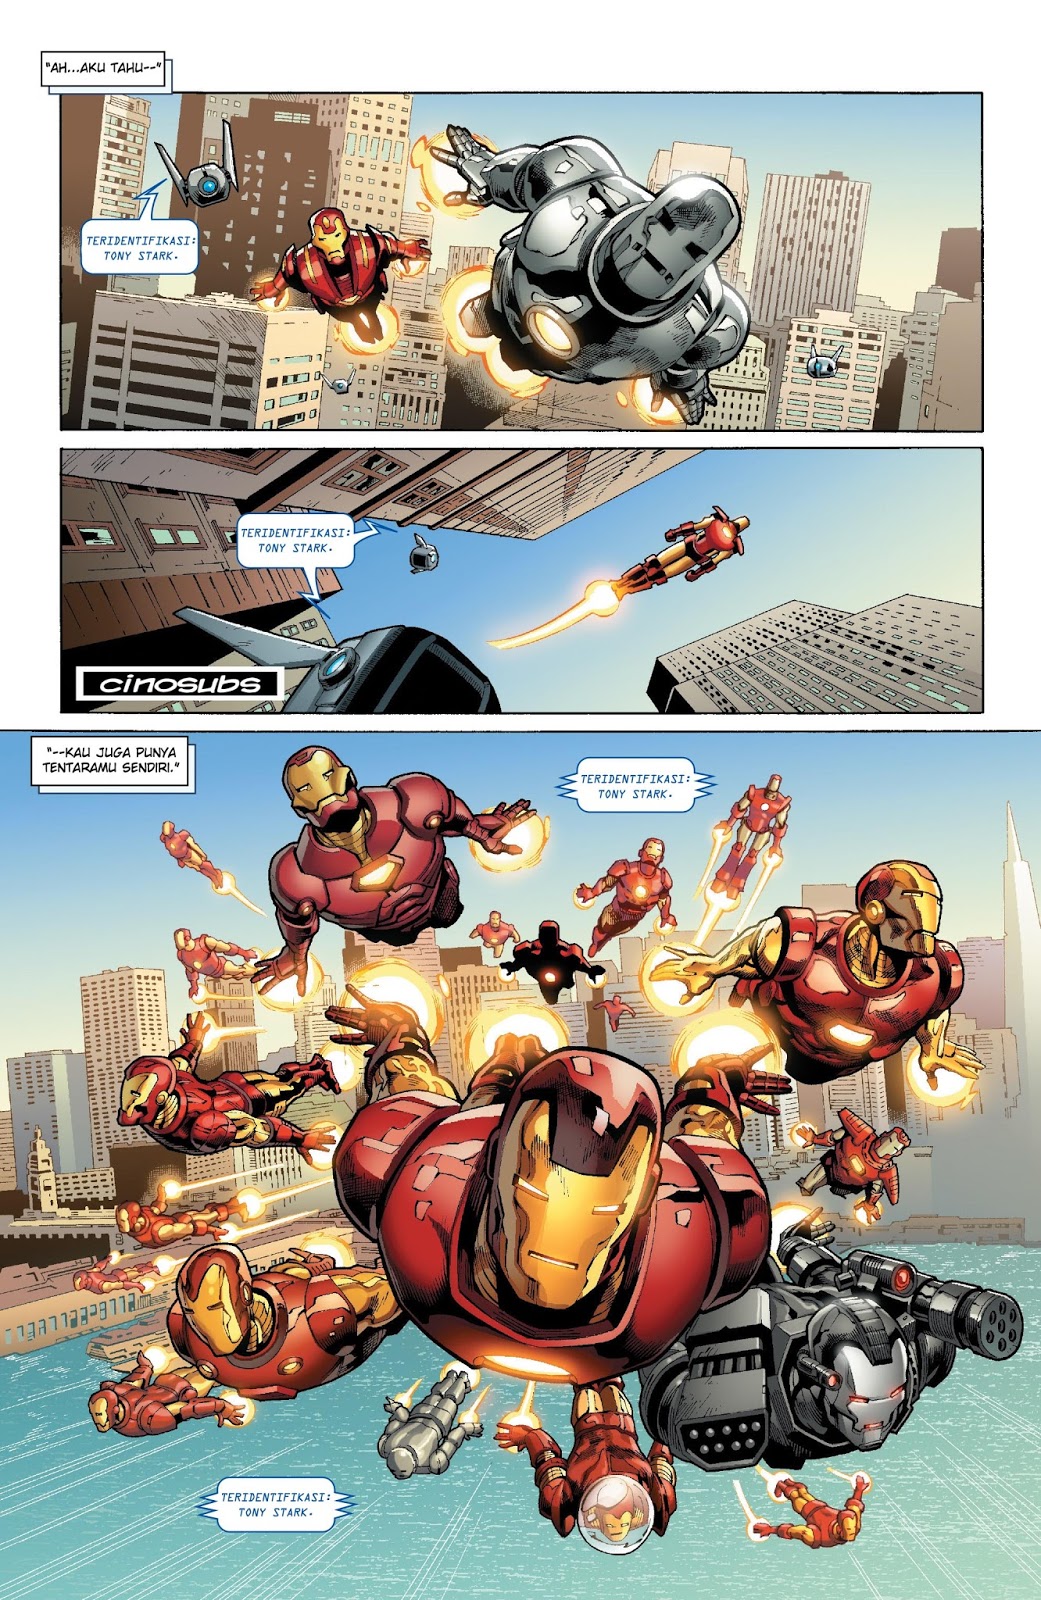 "AH...AKU TAHU--"
TERIDENTIFIKASI:
TONY STARK.
TERIDENTIFIKASI:
TONY STARK.
cinosubs
"--KAU JUGA PUNYA
TENTARAMU SENDIRI."
TERIDENTIFIKASI:
TONY STARK.
TERIDENTIFIKASI:
TONY STARK.